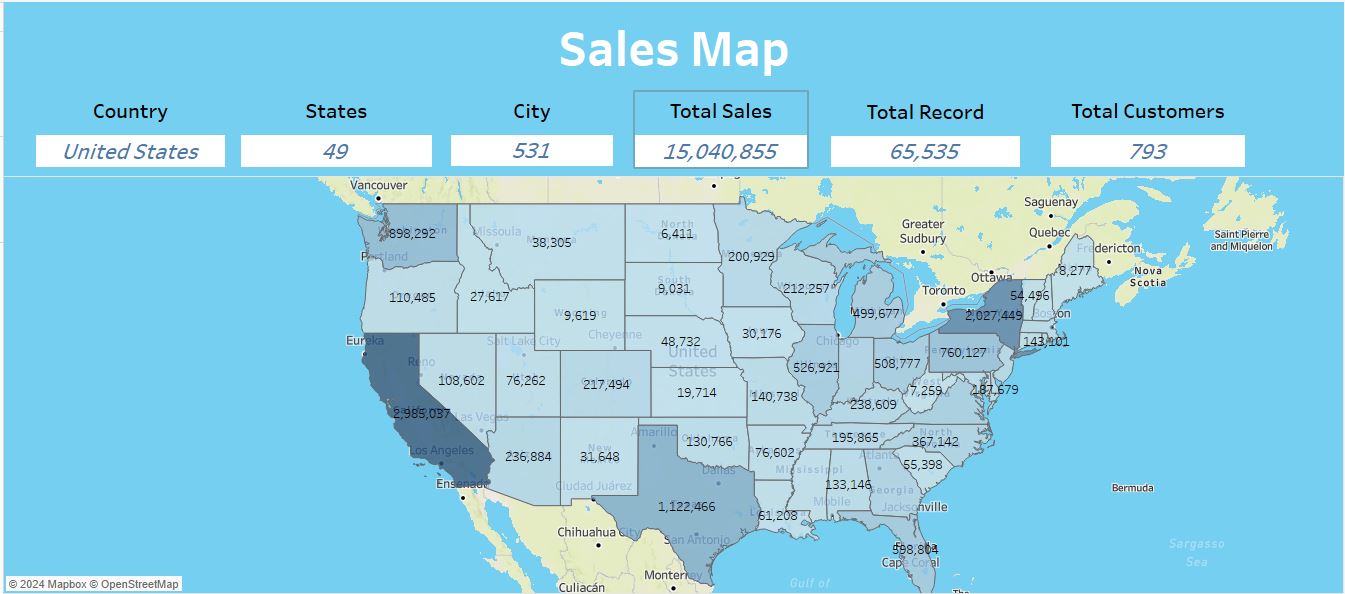 Sales Map
Country
States
City
Total Sales
Total Record
Total Customers
United States
49
531
15,040,855
65,535
793
Vancouver
Saguenay
Greater
Sudbury
Quebec
Saint Pierre
and Miquelon
898,292
Missoula
38,305
North
6,411
200,929
Fredericton
Portland
Ottawa
8,277
Nova
Scotia
110,485
27,617
South
9,031
212,257
Toronto
54,496
9,619
499,677
2,027,449
Boston
Eureka
Salt Lake City
Cheyenne
48,732
30,176
Chicago
143,101
Reno
United
States
526,921
508,777
760,127
108,602
76,262
217,494
19,714
140,738
238,609
7,259
187,679
2,985,037
Las Vegas
Los Angeles
Amarillo
130,766
195,865
North
367,142
236,884
New
31,648
76,602
Mississippi
Atlanta
55,398
Ensenada
Ciudad Juárez
Dallas
133,146
Georgia
Bermuda
1,122,466
61,208
Mobile
Jacksonville
Chihuahua City
San Antonio
598,804
Cape Coral
Sargasso
Sea
Monterrey
Culiacán
Gulf of
The
© 2024 Mapbox © OpenStreetMap